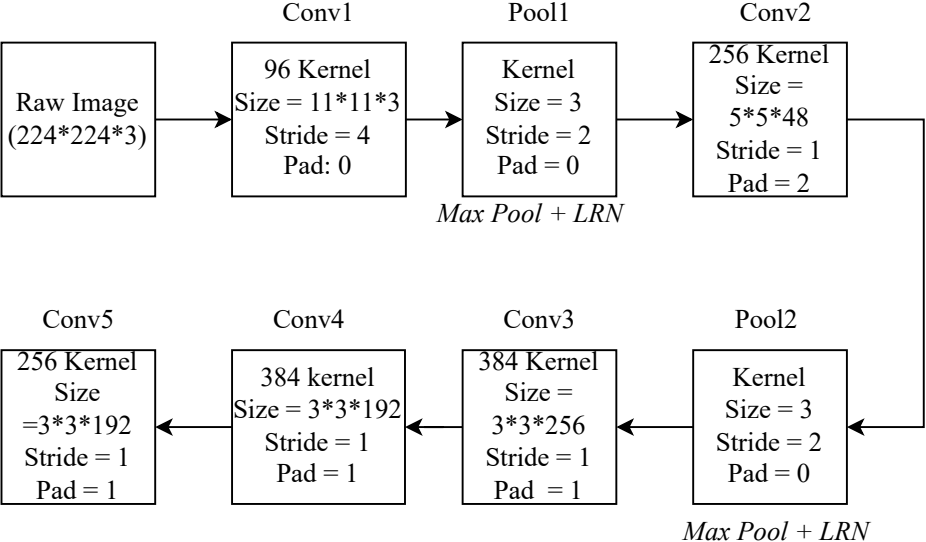 Conv1
Pool1
Conv2
Raw Image
(224*224*3)
96 Kernel
Size = 11*11*3
Stride = 4
Pad: 0
Kernel
Size = 3
Stride = 2
Pad = 0
256 Kernel
Size =
5*5*48
Stride = 1
Pad = 2
Max Pool + LRN
Conv5
Conv4
Conv3
Pool2
256 Kernel
Size
=3*3*192
Stride = 1
Pad = 1
384 kernel
Size = 3*3*192
Stride = 1
Pad = 1
384 Kernel
Size =
3*3*256
Stride = 1
Pad = 1
Kernel
Size = 3
Stride = 2
Pad = 0
Max Pool + LRN